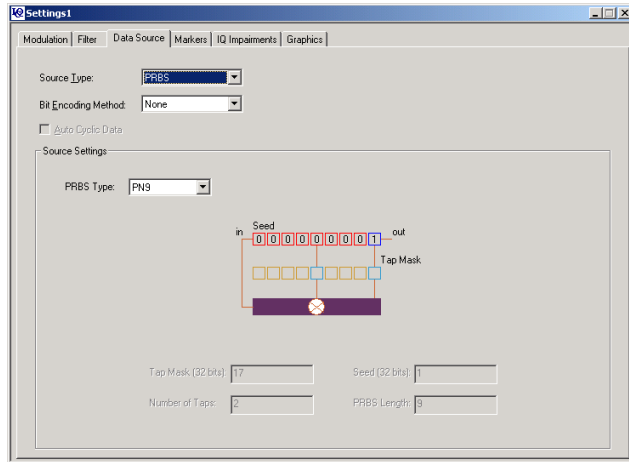 IQ Settings1
Modulation Filter Data Source Markers IQ Impairments Graphics
Source Type: PRBS
Bit Encoding Method: None
Auto Cyclic Data
Source Settings
PRBS Type: PN9
Seed
in 0 0 0 0 0 0 0 0 1 out
Tap Mask
Tap Mask (32 bits): 17 Seed (32 bits): 1
Number of Taps: 2 PRBS Length: 9